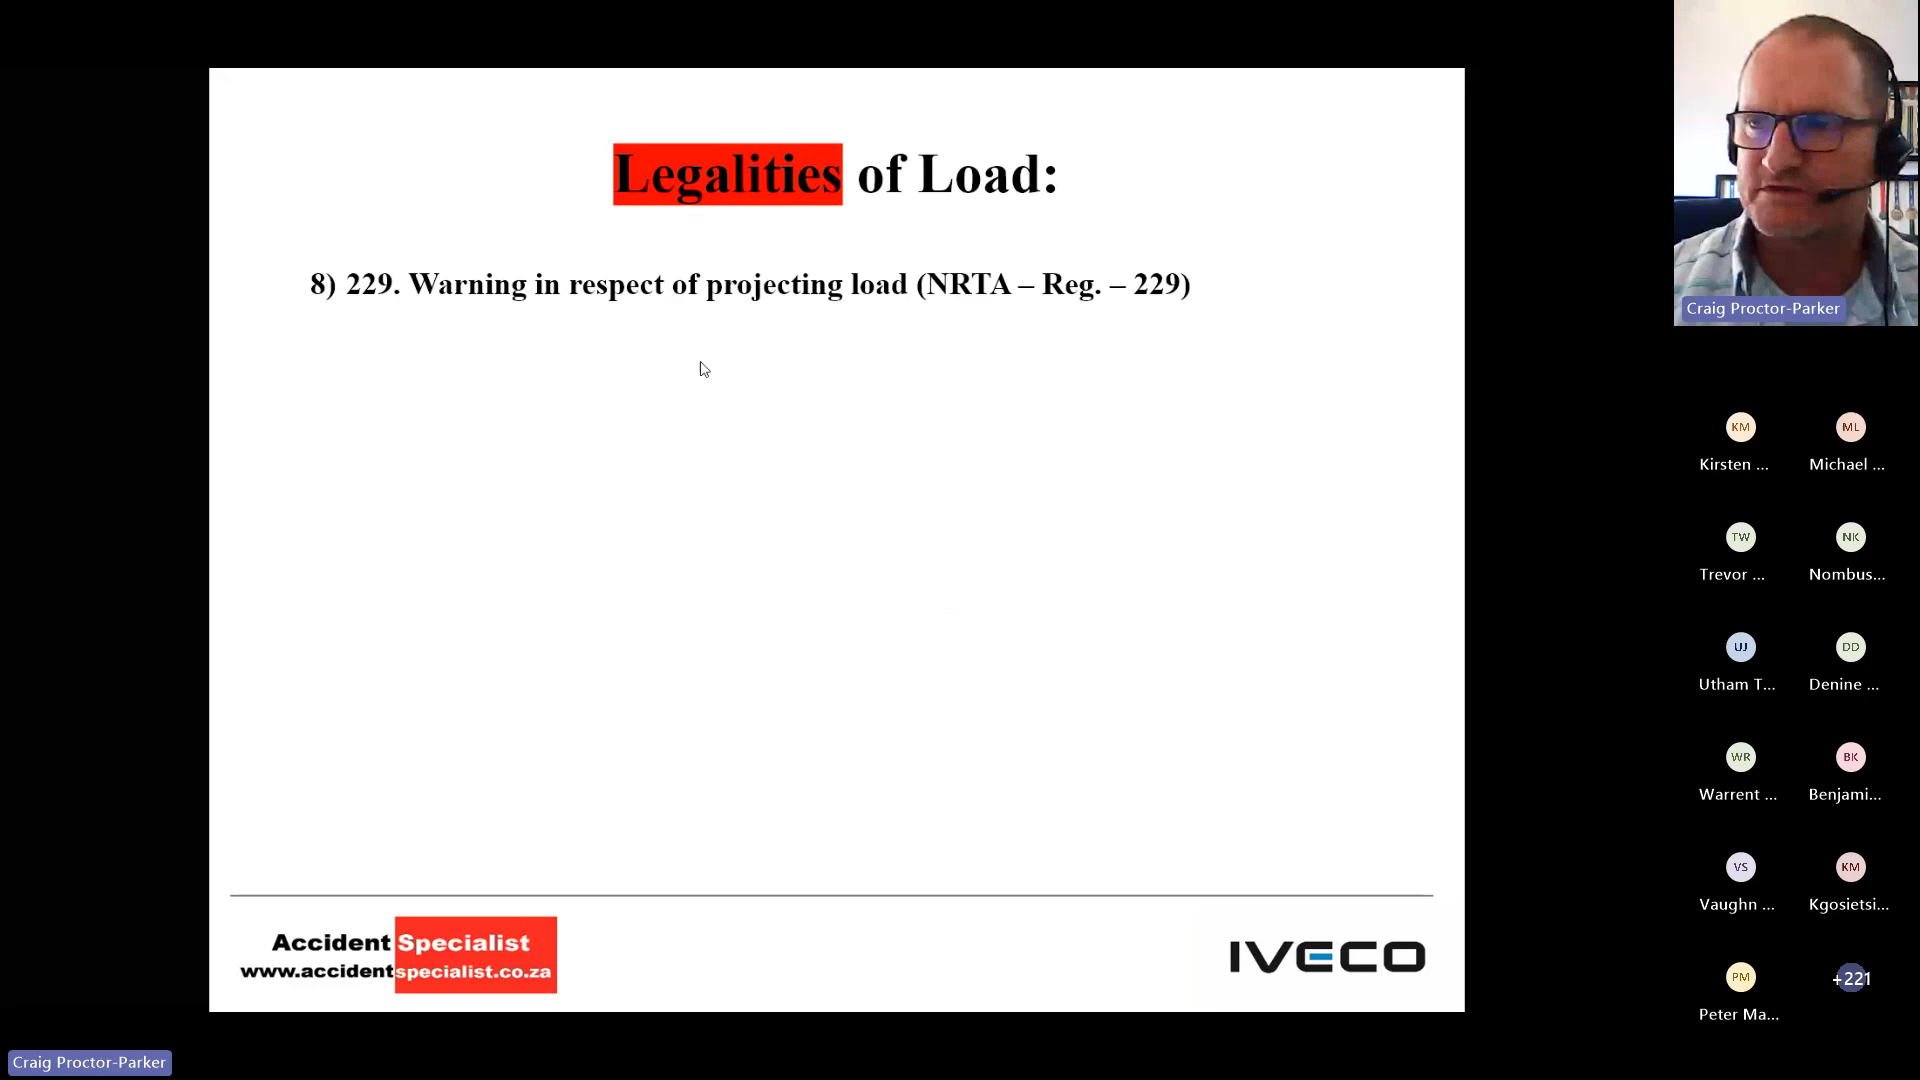 Legalities of Load:
8) 229. Warning in respect of projecting load (NRTA – Reg. – 229)
Accident Specialist
www.accidentspecialist.co.za
IVECO
Craig Proctor-Parker
KM
ML
Kirsten ...
Michael ...
TW
NK
Trevor ...
Nombus...
UJ
DD
Utham T...
Denine ...
WR
BK
Warrent ...
Benjami...
VS
KM
Vaughn ...
Kgosietsi...
PM
+221
Peter Ma...
Craig Proctor-Parker